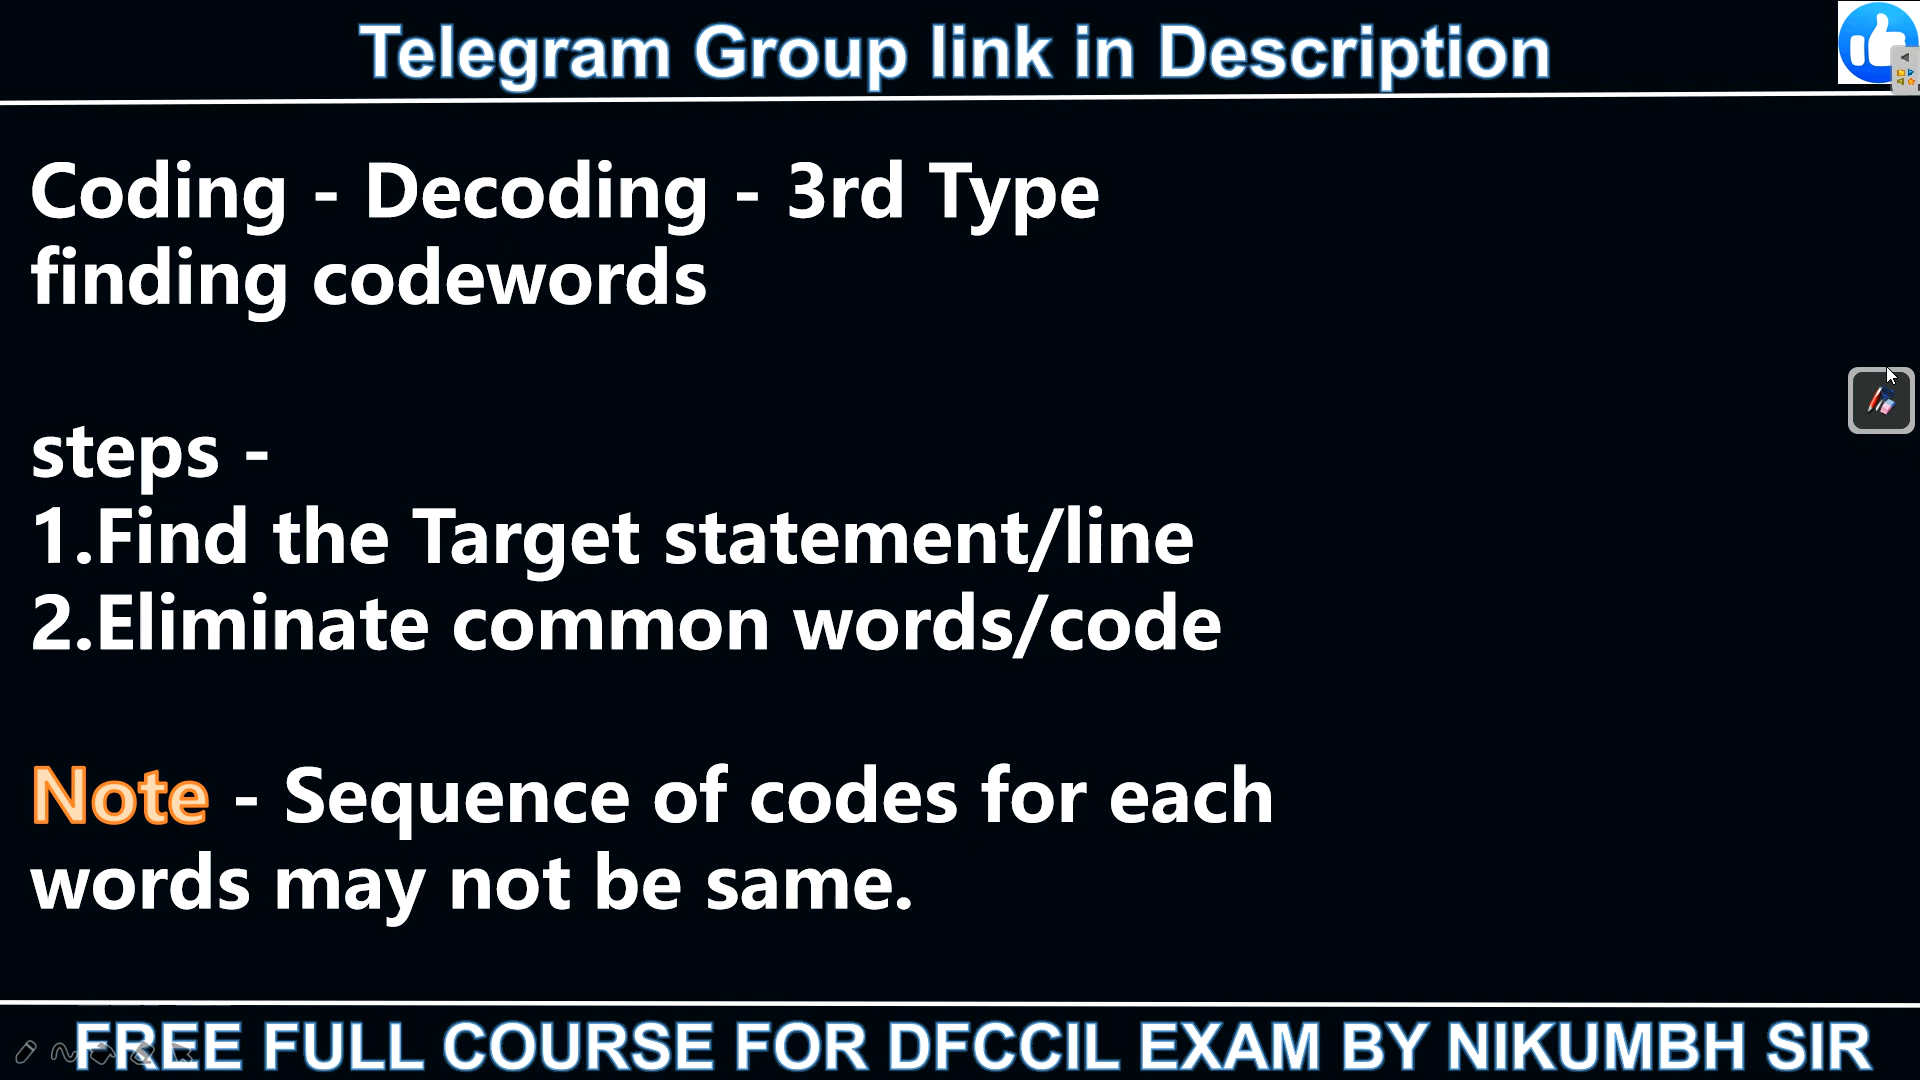 Telegram Group link in Description
Coding - Decoding - 3rd Type
finding codewords
steps -
1.Find the Target statement/line
2.Eliminate common words/code
Note - Sequence of codes for each
words may not be same.
FREE FULL COURSE FOR DFCCIL EXAM BY NIKUMBH SIR